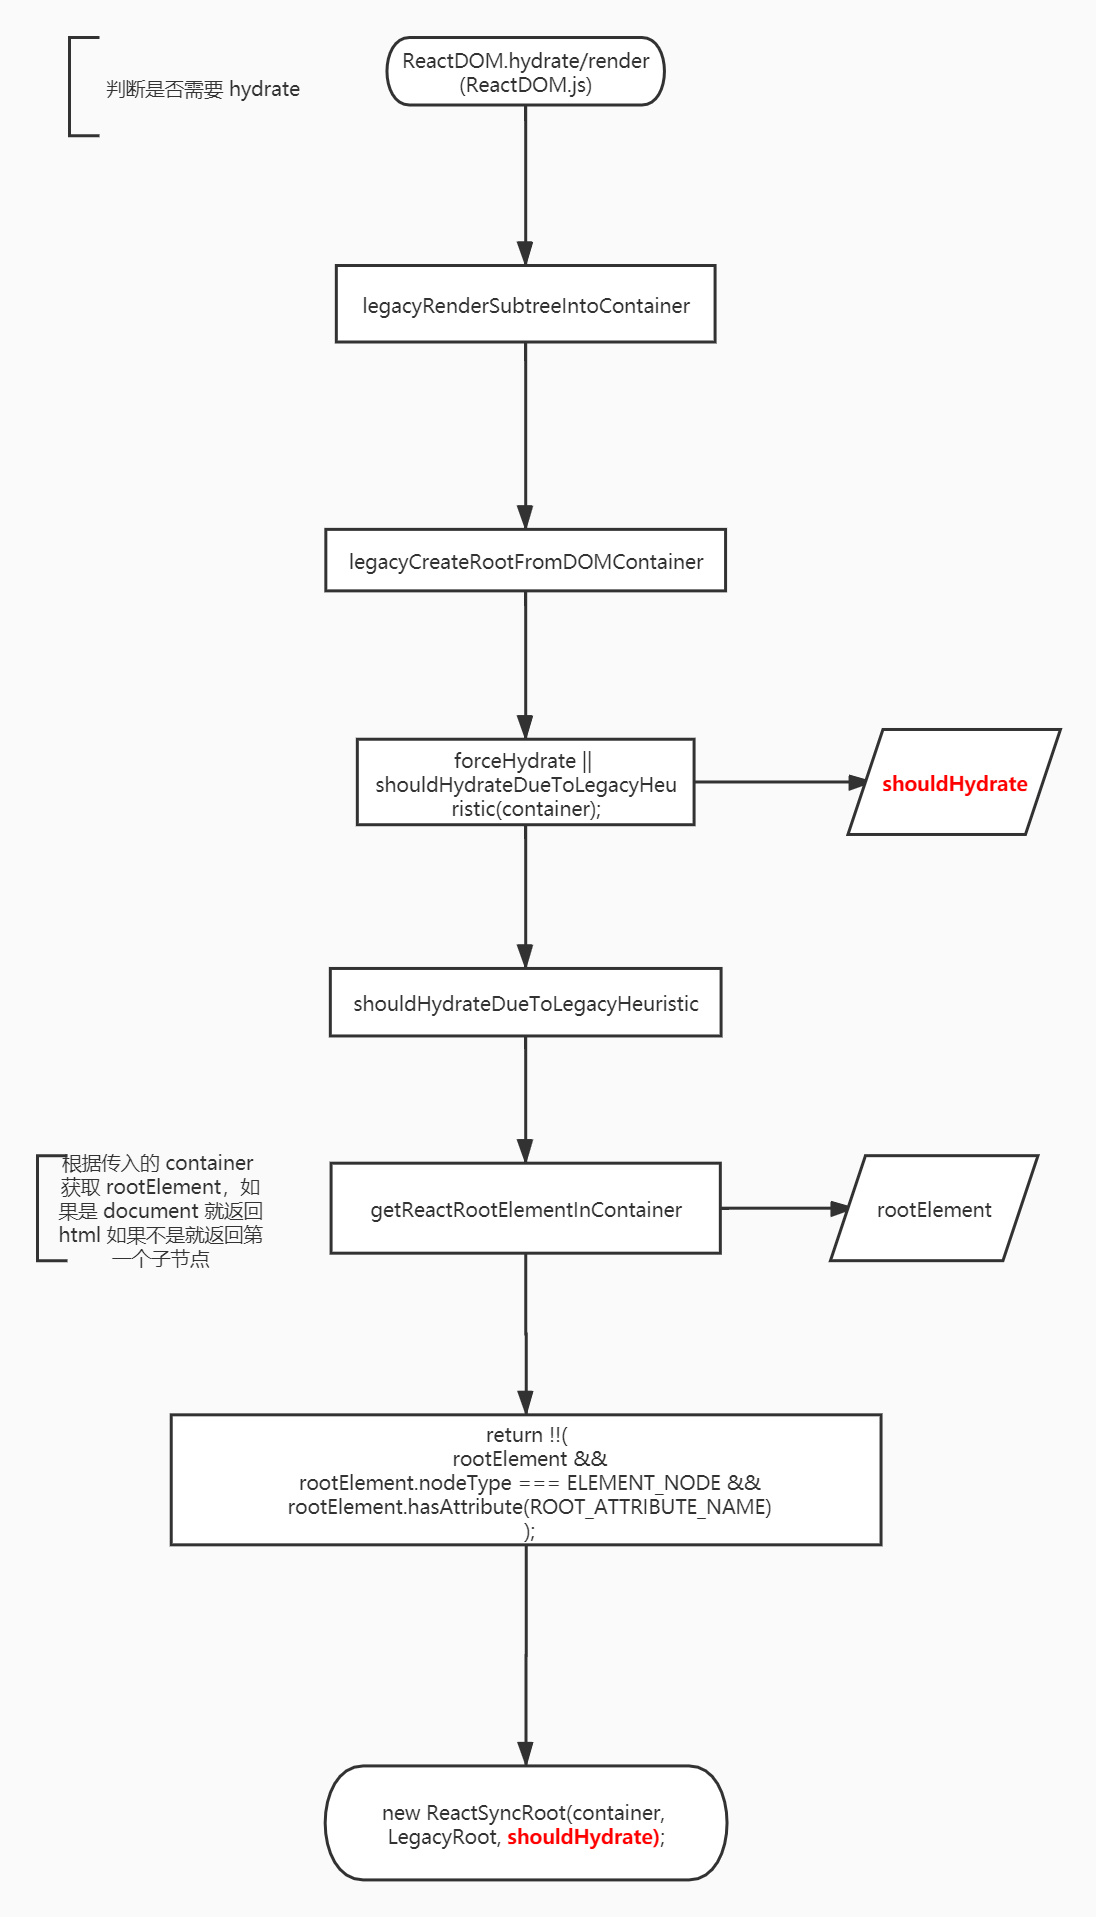 判断是否需要 hydrate
ReactDOM.hydrate/render
(ReactDOM.js)
legacyRenderSubtreeIntoContainer
legacyCreateRootFromDOMContainer
forceHydrate ||
shouldHydrateDueToLegacyHeu
ristic(container);
shouldHydrate
shouldHydrateDueToLegacyHeuristic
根据传入的 container
获取 rootElement，如
果是 document 就返回
html 如果不是就返回第
一个子节点
getReactRootElementInContainer
rootElement
return !!(
rootElement &&
rootElement.nodeType === ELEMENT_NODE &&
rootElement.hasAttribute(ROOT_ATTRIBUTE_NAME)
);
new ReactSyncRoot(container,
LegacyRoot, shouldHydrate);